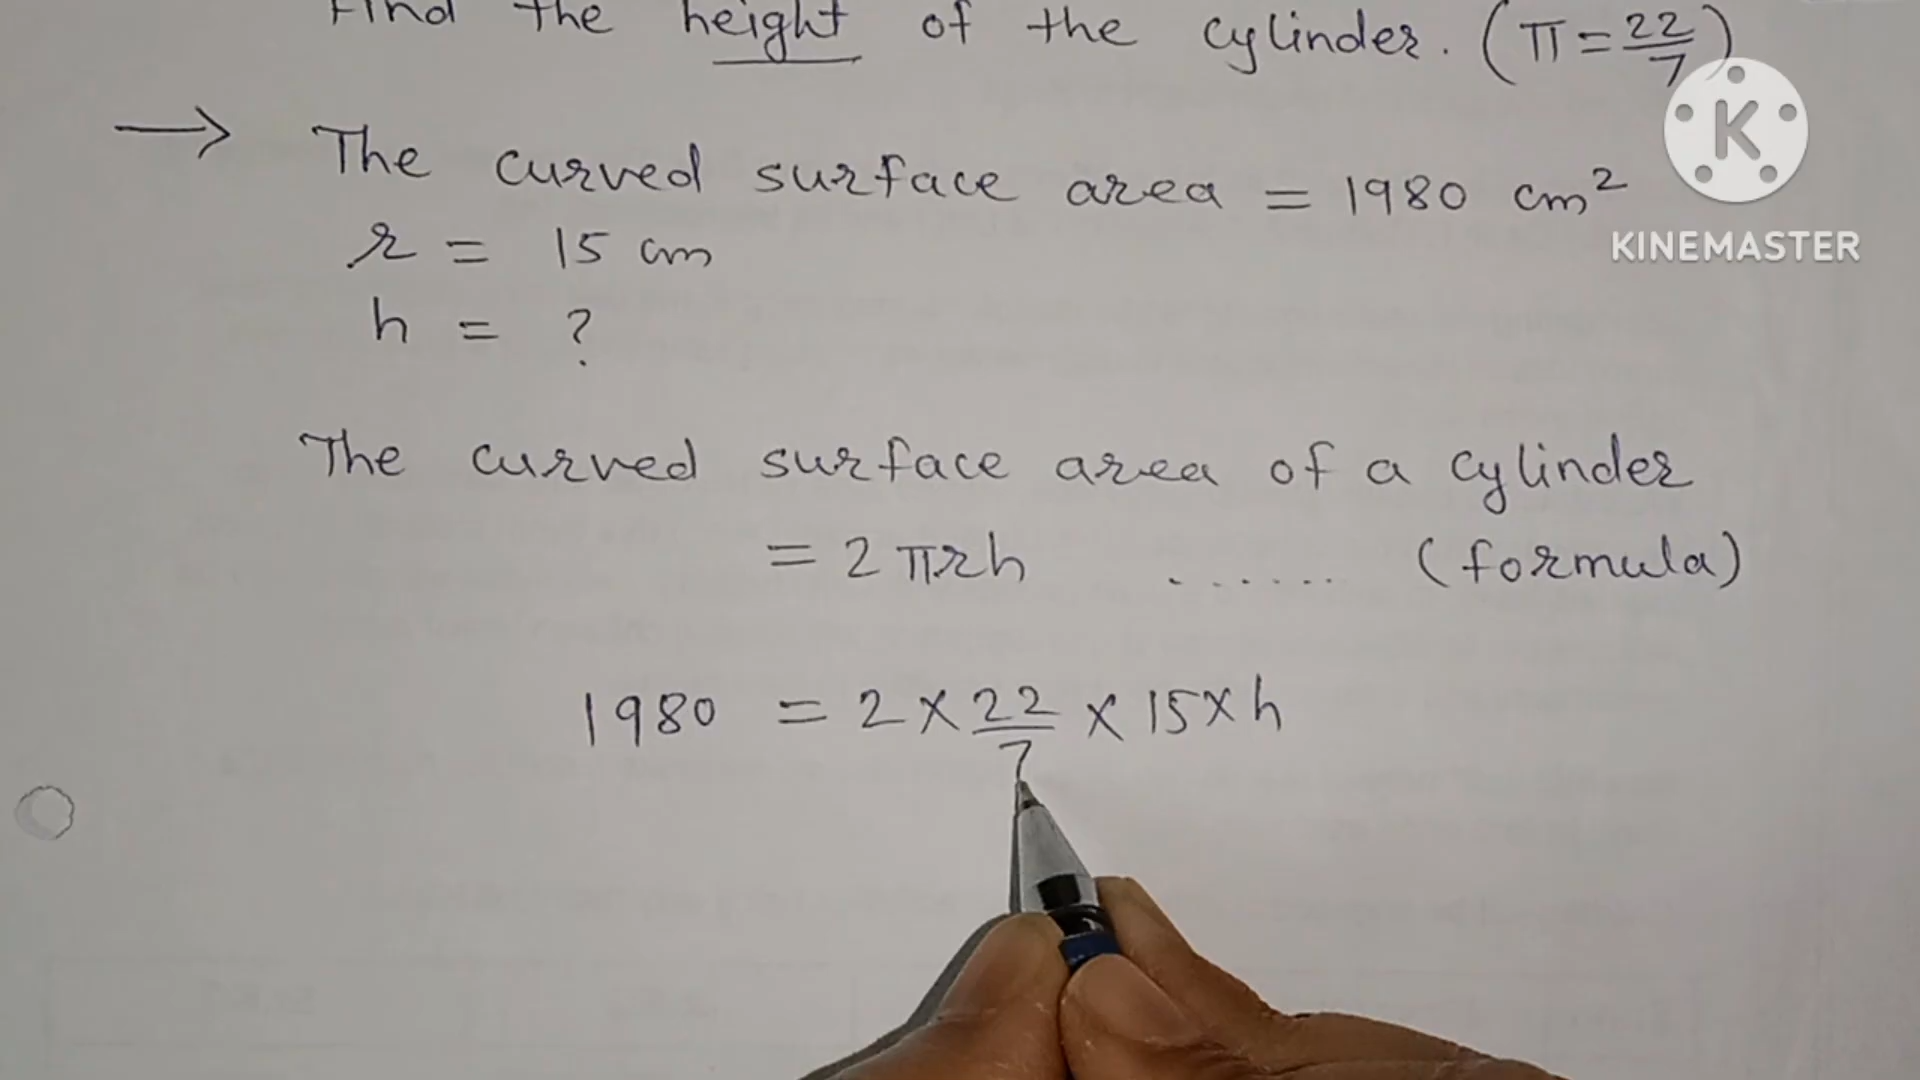 Find the height of the cylinder. (π = 22/7)
→ The curved surface area = 1980 cm²
r = 15 cm
h = ?
The curved surface area of a cylinder
= 2πrh ....... (formula)
1980 = 2 × 22/7 × 15 × h
K
KINEMASTER